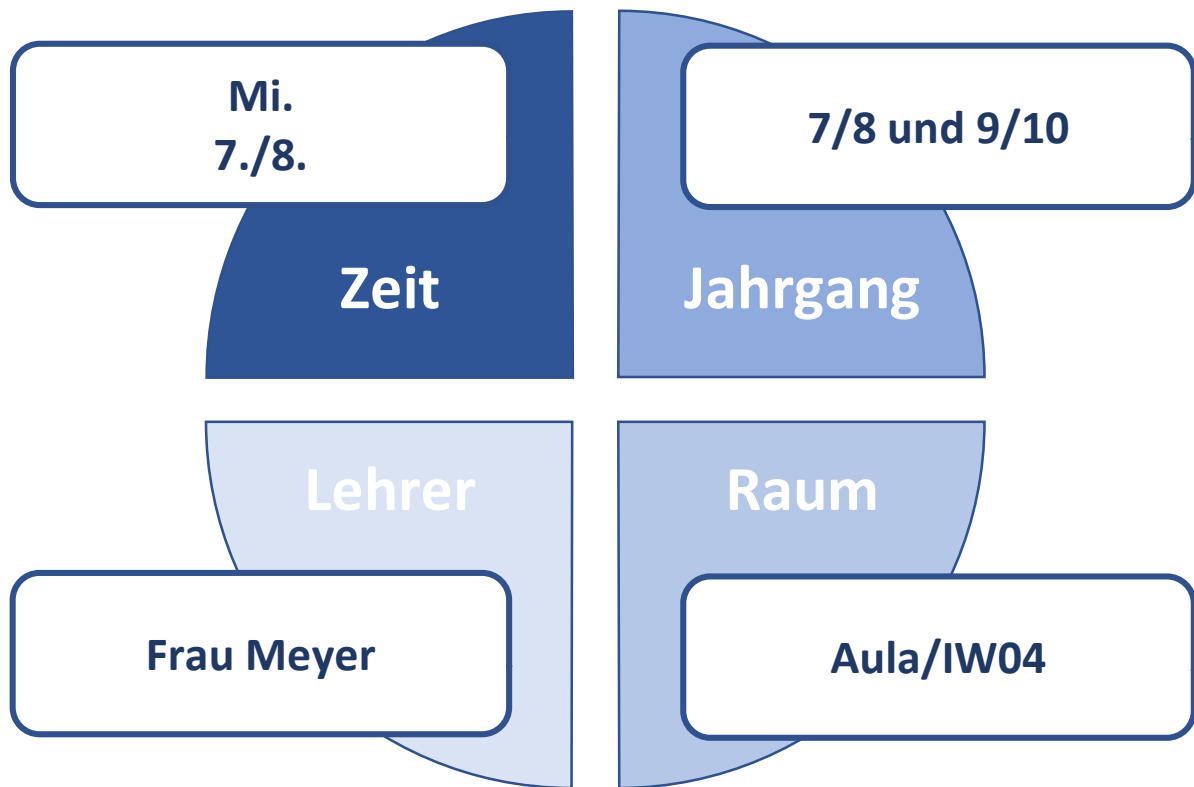 Mi.
7./8.
Zeit
7/8 und 9/10
Jahrgang
Lehrer
Frau Meyer
Raum
Aula/IW04